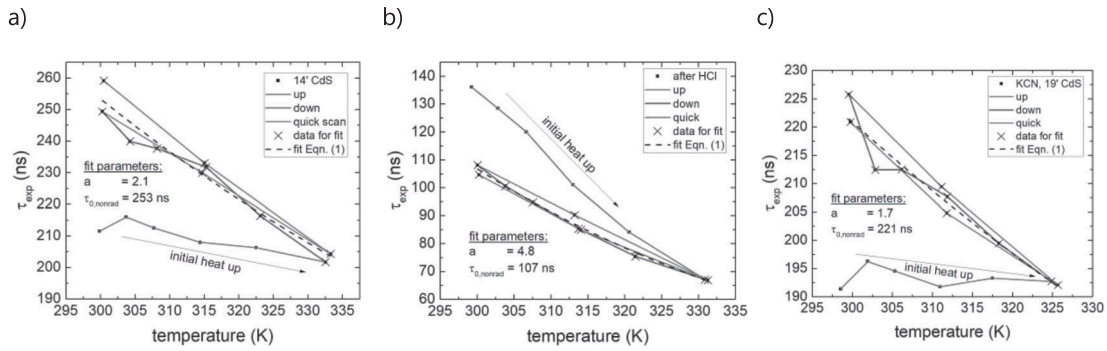 a)
260
250
240
230
220
210
200
190
295 300 305 310 315 320 325 330 335
τexp (ns)
temperature (K)
14' CdS
up
down
quick scan
data for fit
fit Eqn. (1)
fit parameters:
a = 2.1
τ0,nonrad = 253 ns
initial heat up
b)
140
130
120
110
100
90
80
70
60
295 300 305 310 315 320 325 330 335
τexp (ns)
temperature (K)
after HCl
up
down
quick
data for fit
fit Eqn. (1)
initial heat up
fit parameters:
a = 4.8
τ0,nonrad = 107 ns
c)
230
225
220
215
210
205
200
195
190
295 300 305 310 315 320 325 330
τexp (ns)
temperature (K)
KCN, 19' CdS
up
down
quick
data for fit
fit Eqn. (1)
fit parameters:
a = 1.7
τ0,nonrad = 221 ns
initial heat up